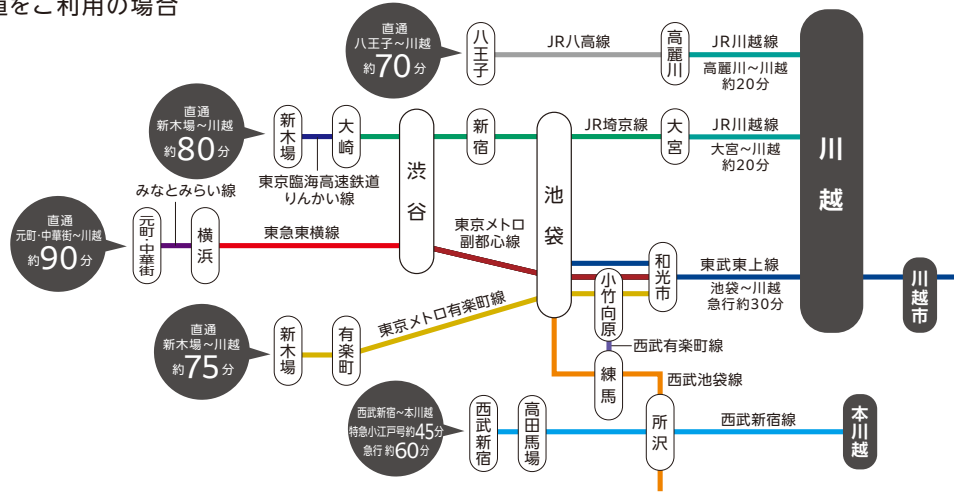 道をご利用の場合
直通
八王子～川越
約70分
八王子
JR八高線
高麗川
JR川越線
高麗川～川越
約20分
直通
新木場～川越
約80分
新木場
大崎
東京臨海高速鉄道
りんかい線
渋谷
新宿
池袋
JR埼京線
大宮
JR川越線
大宮～川越
約20分
川越
みなとみらい線
直通
元町・中華街～川越
約90分
元町・中華街
横浜
東急東横線
東京メトロ
副都心線
小竹向原
和光市
東武東上線
池袋～川越
急行約30分
川越市
直通
新木場～川越
約75分
新木場
有楽町
東京メトロ有楽町線
西武有楽町線
練馬
西武池袋線
西武新宿～本川越
特急小江戸号約45分
急行 約60分
西武新宿
高田馬場
所沢
西武新宿線
本川越